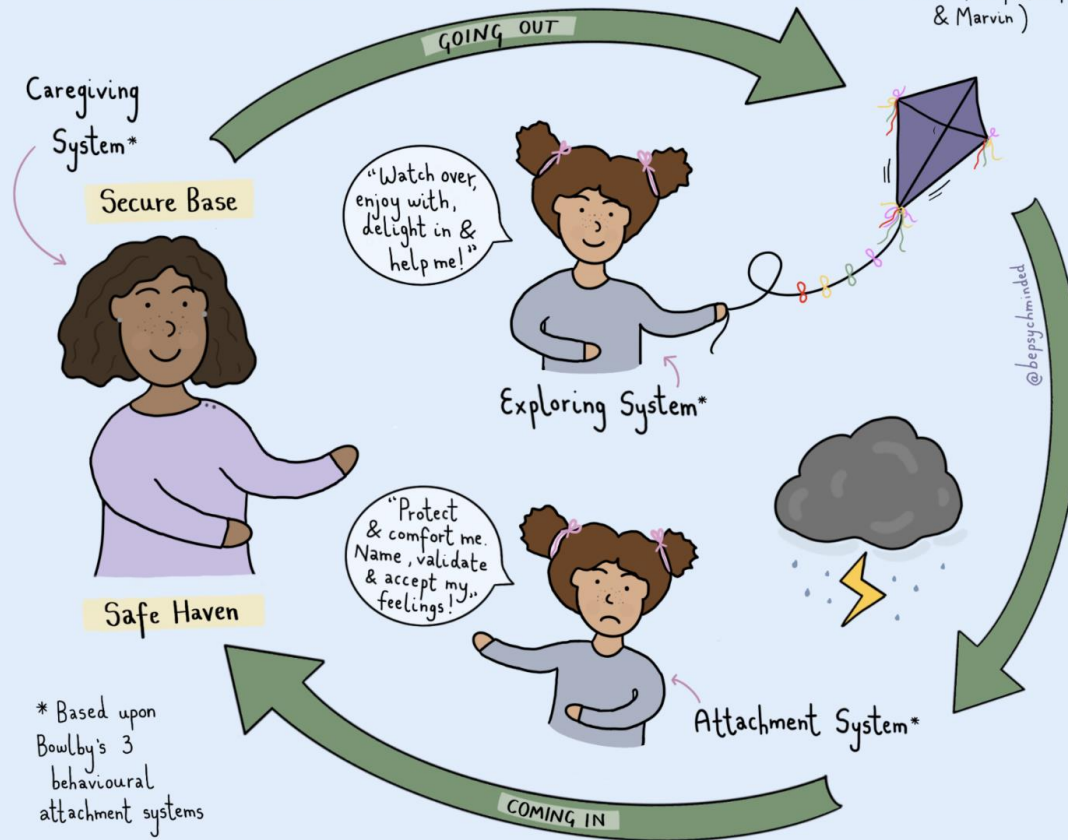 & Marvin)
GOING OUT
Caregiving
System*
Secure Base
"Watch over,
enjoy with,
delight in &
help me!"
@bepsychminded
Exploring System*
"Protect
& comfort me.
Name, validate
& accept my
feelings!"
Safe Haven
Attachment System*
* Based upon
Bowlby's 3
behavioural
attachment systems
COMING IN